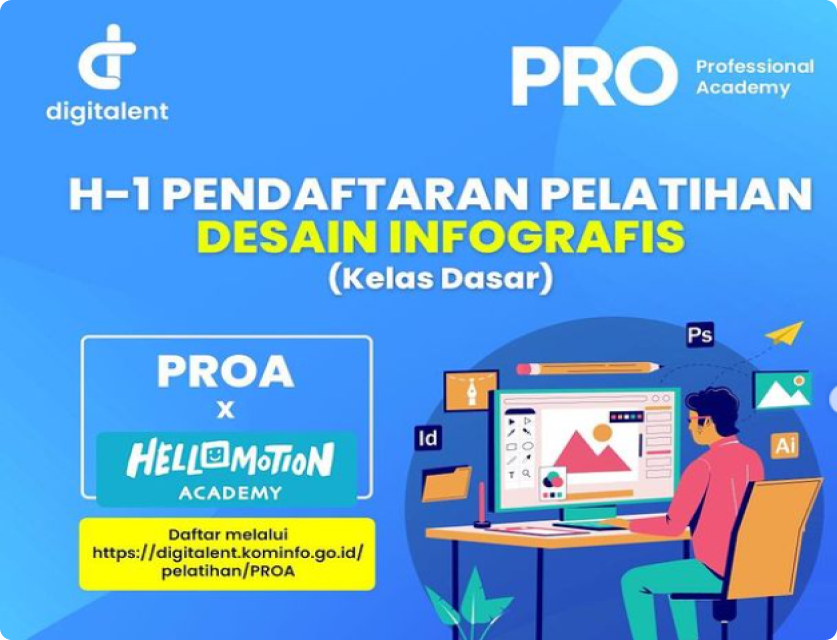 digitalent
PRO
Professional
Academy
H-1 PENDAFTARAN PELATIHAN
DESAIN INFOGRAFIS
(Kelas Dasar)
PROA
x
HELLOMOTION
ACADEMY
Daftar melalui
https://digitalent.kominfo.go.id/
pelatihan/PROA
Ps
Id
Ai
T